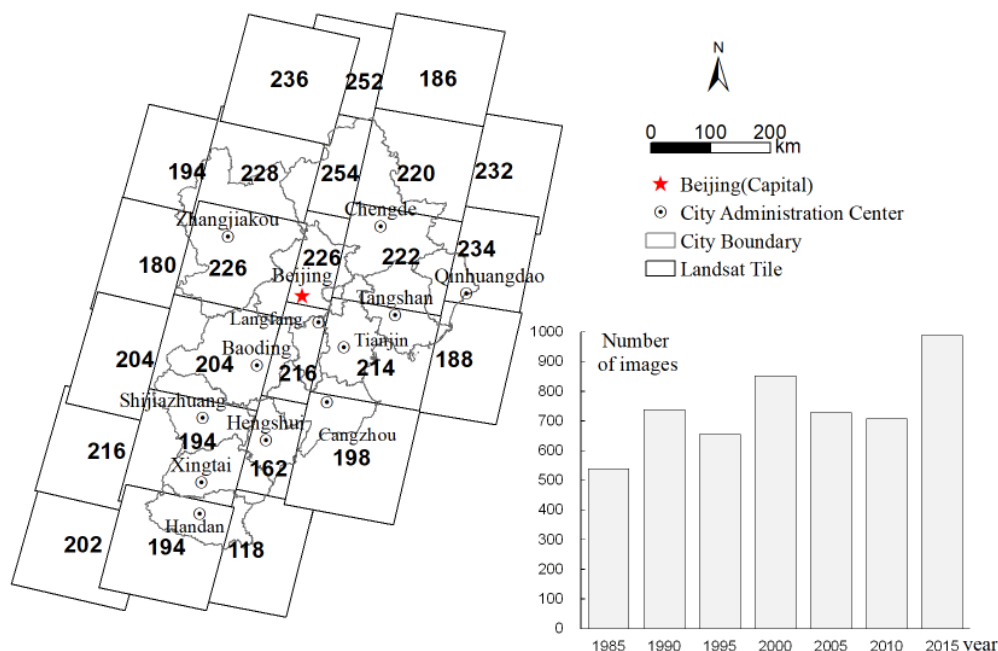 236
252
186
194
228
254
220
232
Zhangjiakou
Chengde
180
226
226
222
234
Beijing
Qinhuangdao
Tangshan
Langfang
Tianjin
204
204
Baoding
216
214
188
Shijiazhuang
Hengshui
Cangzhou
216
194
162
198
Xingtai
Handan
202
194
118
N
0 100 200
km
Beijing(Capital)
City Administration Center
City Boundary
Landsat Tile
Number
of images
1000
900
800
700
600
500
400
300
200
100
0
1985 1990 1995 2000 2005 2010 2015 year